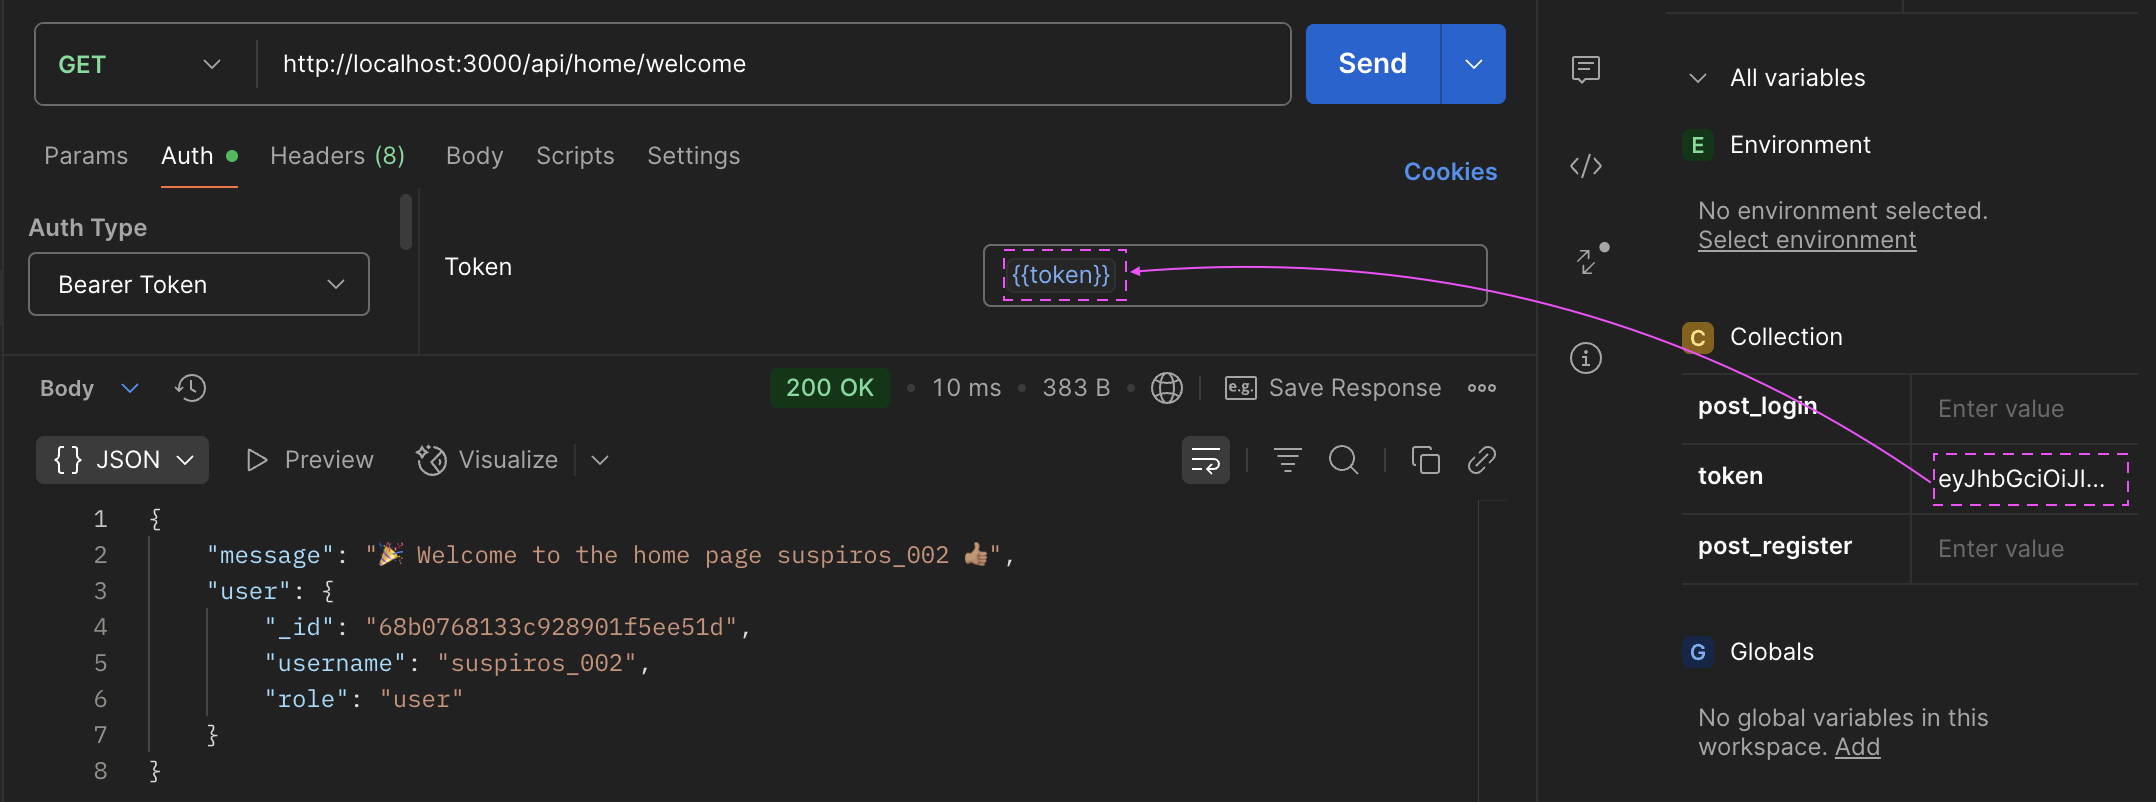 GET http://localhost:3000/api/home/welcome Send
Params Auth Headers (8) Body Scripts Settings Cookies
Auth Type
Bearer Token
Token {{token}}
Body 200 OK 10 ms 383 B e.g. Save Response
{} JSON Preview Visualize
1 {
2 "message": "🎉 Welcome to the home page suspiros_002 👍🏽",
3 "user": {
4 "_id": "68b0768133c928901f5ee51d",
5 "username": "suspiros_002",
6 "role": "user"
7 }
8 }
All variables
E Environment
No environment selected.
Select environment
C Collection
post_login Enter value
token eyJhbGciOiJI...
post_register Enter value
G Globals
No global variables in this
workspace. Add